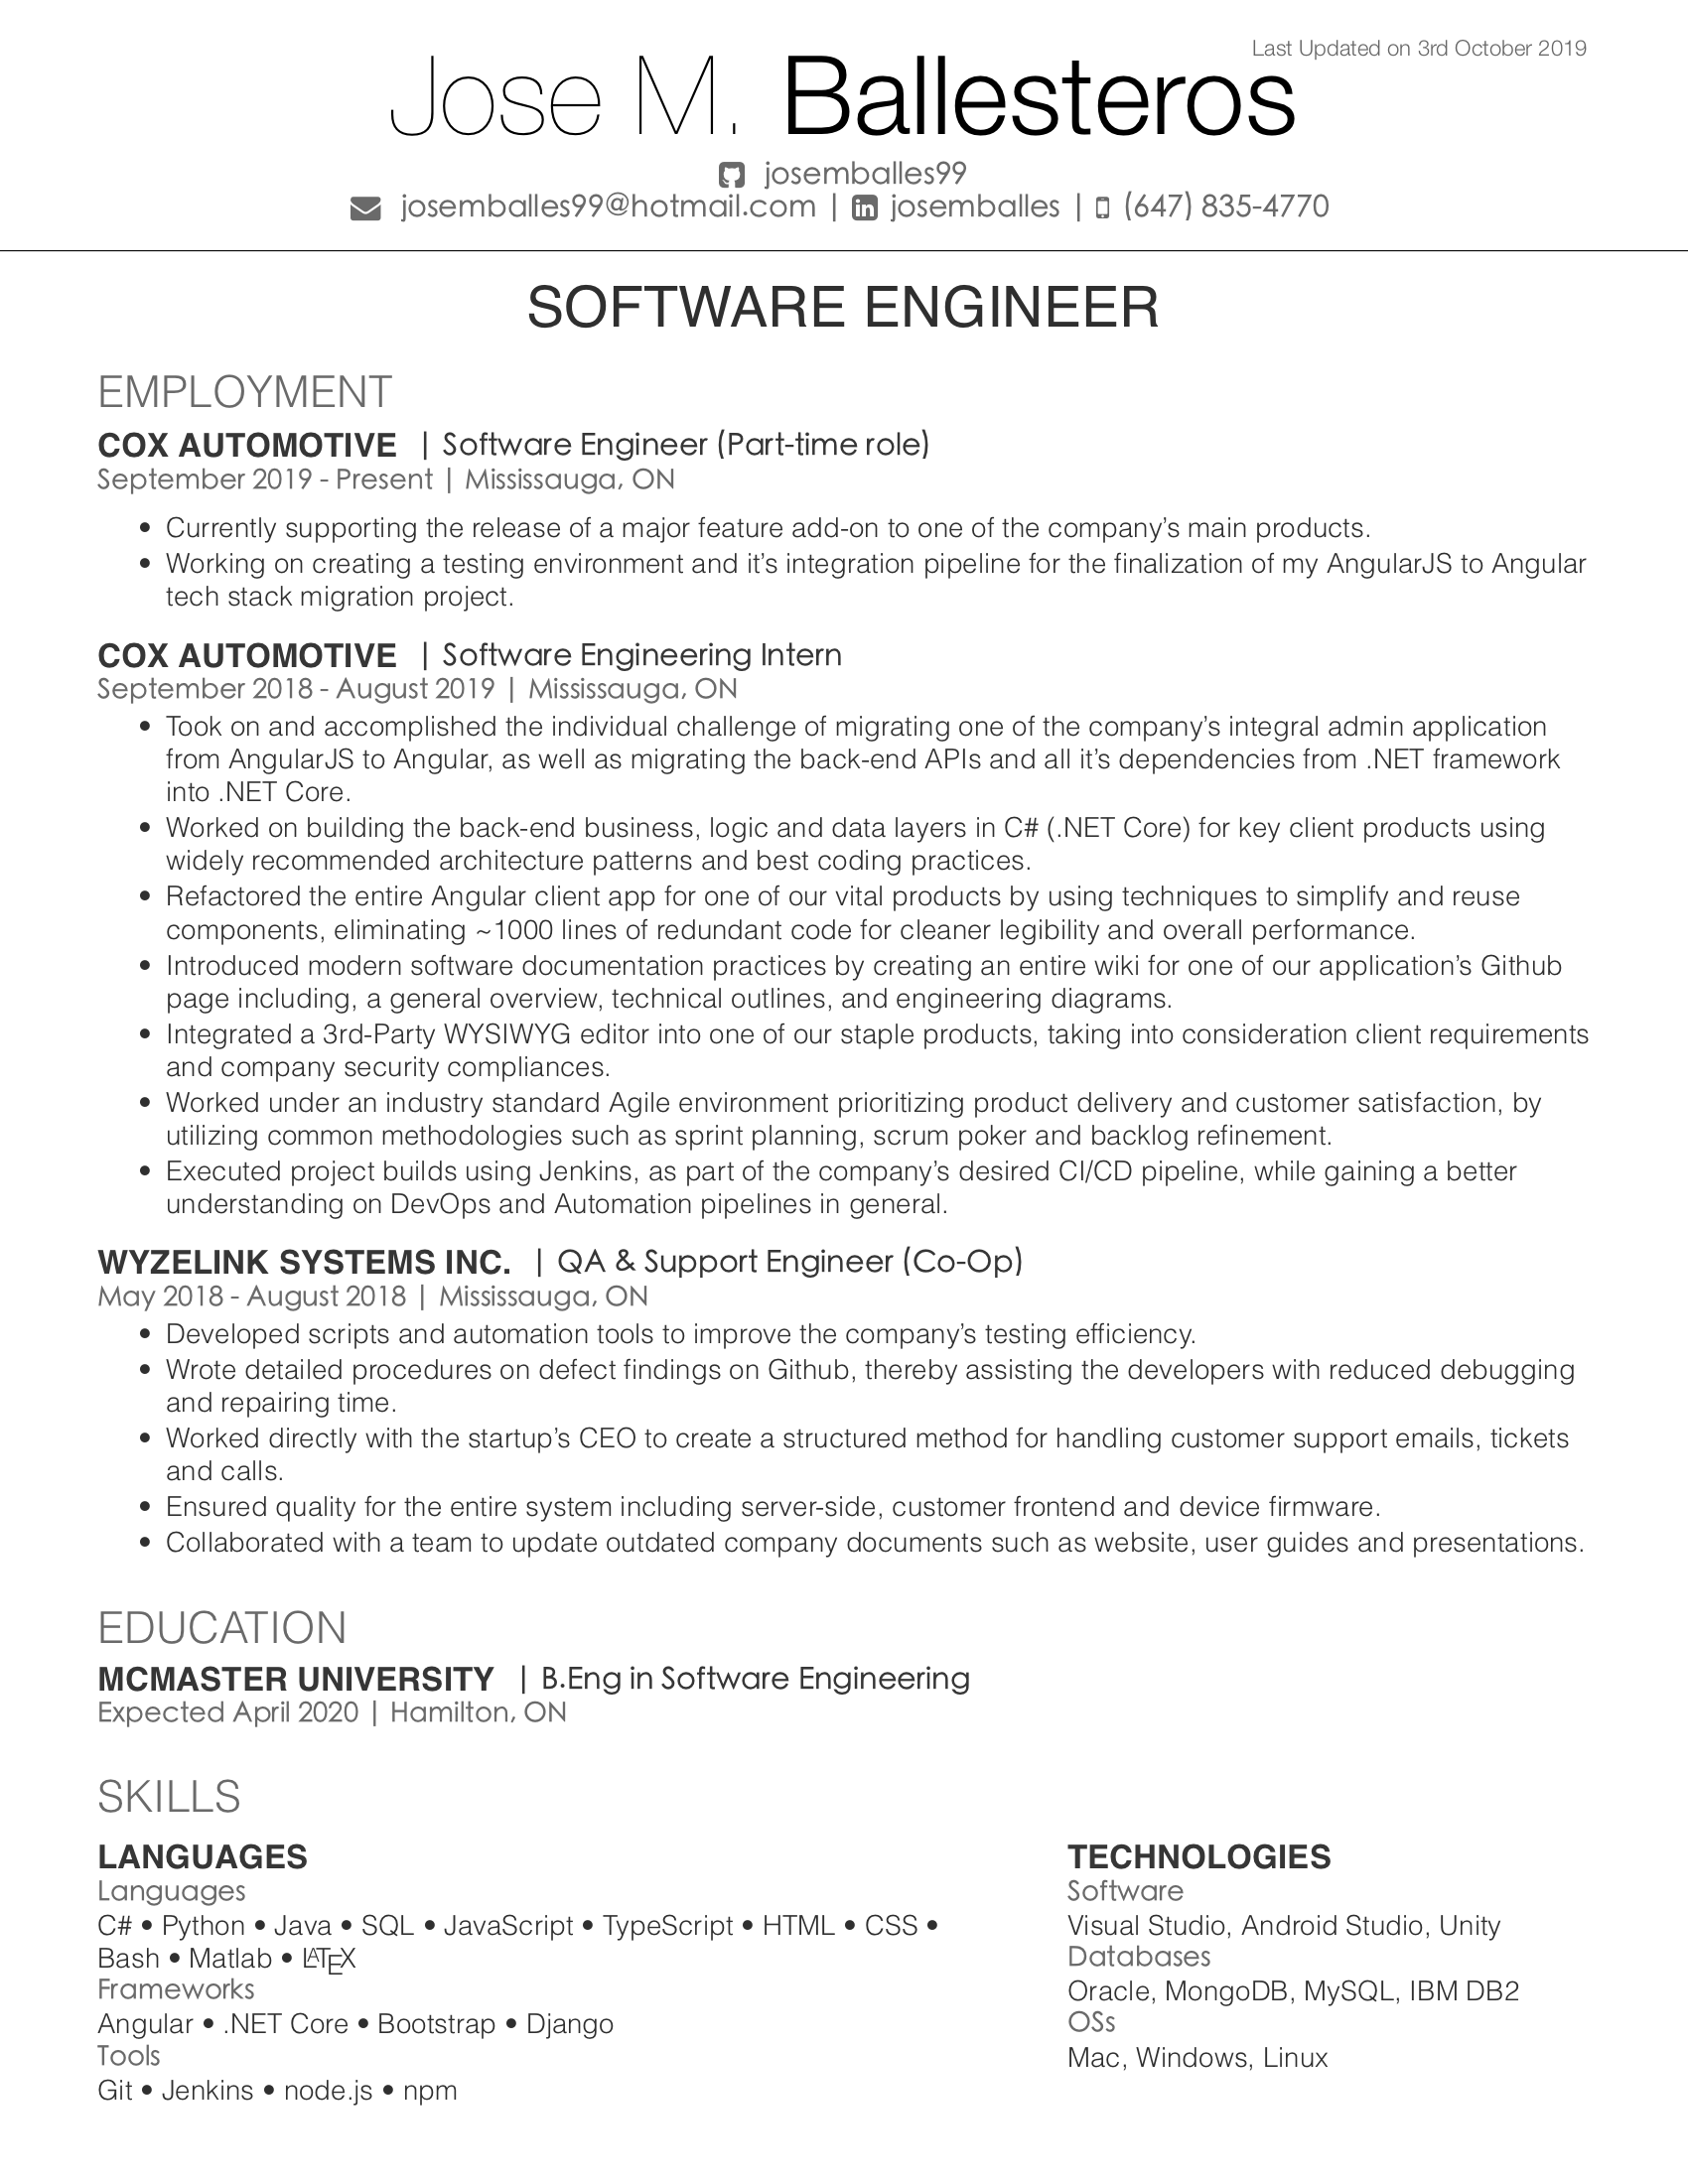 Last Updated on 3rd October 2019
Jose M. Ballesteros
josemballes99
josemballes99@hotmail.com | josemballes | (647) 835-4770
SOFTWARE ENGINEER
EMPLOYMENT
COX AUTOMOTIVE | Software Engineer (Part-time role)
September 2019 - Present | Mississauga, ON
• Currently supporting the release of a major feature add-on to one of the company's main products.
• Working on creating a testing environment and it's integration pipeline for the finalization of my AngularJS to Angular
tech stack migration project.
COX AUTOMOTIVE | Software Engineering Intern
September 2018 - August 2019 | Mississauga, ON
• Took on and accomplished the individual challenge of migrating one of the company's integral admin application
from AngularJS to Angular, as well as migrating the back-end APIs and all it's dependencies from .NET framework
into .NET Core.
• Worked on building the back-end business, logic and data layers in C# (.NET Core) for key client products using
widely recommended architecture patterns and best coding practices.
• Refactored the entire Angular client app for one of our vital products by using techniques to simplify and reuse
components, eliminating ~1000 lines of redundant code for cleaner legibility and overall performance.
• Introduced modern software documentation practices by creating an entire wiki for one of our application's Github
page including, a general overview, technical outlines, and engineering diagrams.
• Integrated a 3rd-Party WYSIWYG editor into one of our staple products, taking into consideration client requirements
and company security compliances.
• Worked under an industry standard Agile environment prioritizing product delivery and customer satisfaction, by
utilizing common methodologies such as sprint planning, scrum poker and backlog refinement.
• Executed project builds using Jenkins, as part of the company's desired CI/CD pipeline, while gaining a better
understanding on DevOps and Automation pipelines in general.
WYZELINK SYSTEMS INC. | QA & Support Engineer (Co-Op)
May 2018 - August 2018 | Mississauga, ON
• Developed scripts and automation tools to improve the company's testing efficiency.
• Wrote detailed procedures on defect findings on Github, thereby assisting the developers with reduced debugging
and repairing time.
• Worked directly with the startup's CEO to create a structured method for handling customer support emails, tickets
and calls.
• Ensured quality for the entire system including server-side, customer frontend and device firmware.
• Collaborated with a team to update outdated company documents such as website, user guides and presentations.
EDUCATION
MCMASTER UNIVERSITY | B.Eng in Software Engineering
Expected April 2020 | Hamilton, ON
SKILLS
LANGUAGES
Languages
C# • Python • Java • SQL • JavaScript • TypeScript • HTML • CSS •
Bash • Matlab • LATEX
Frameworks
Angular • .NET Core • Bootstrap • Django
Tools
Git • Jenkins • node.js • npm
TECHNOLOGIES
Software
Visual Studio, Android Studio, Unity
Databases
Oracle, MongoDB, MySQL, IBM DB2
OSs
Mac, Windows, Linux